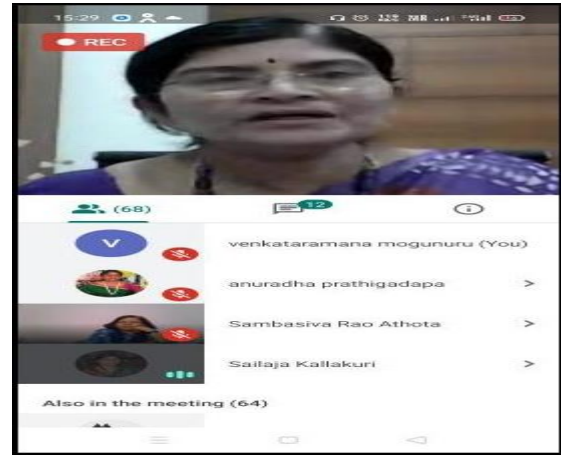 15:29
REC
(68)
12
V
venkataramana mogunuru (You)
anuradha prathigadapa
Sambasiva Rao Athota
Sailaja Kallakuri
Also in the meeting (64)